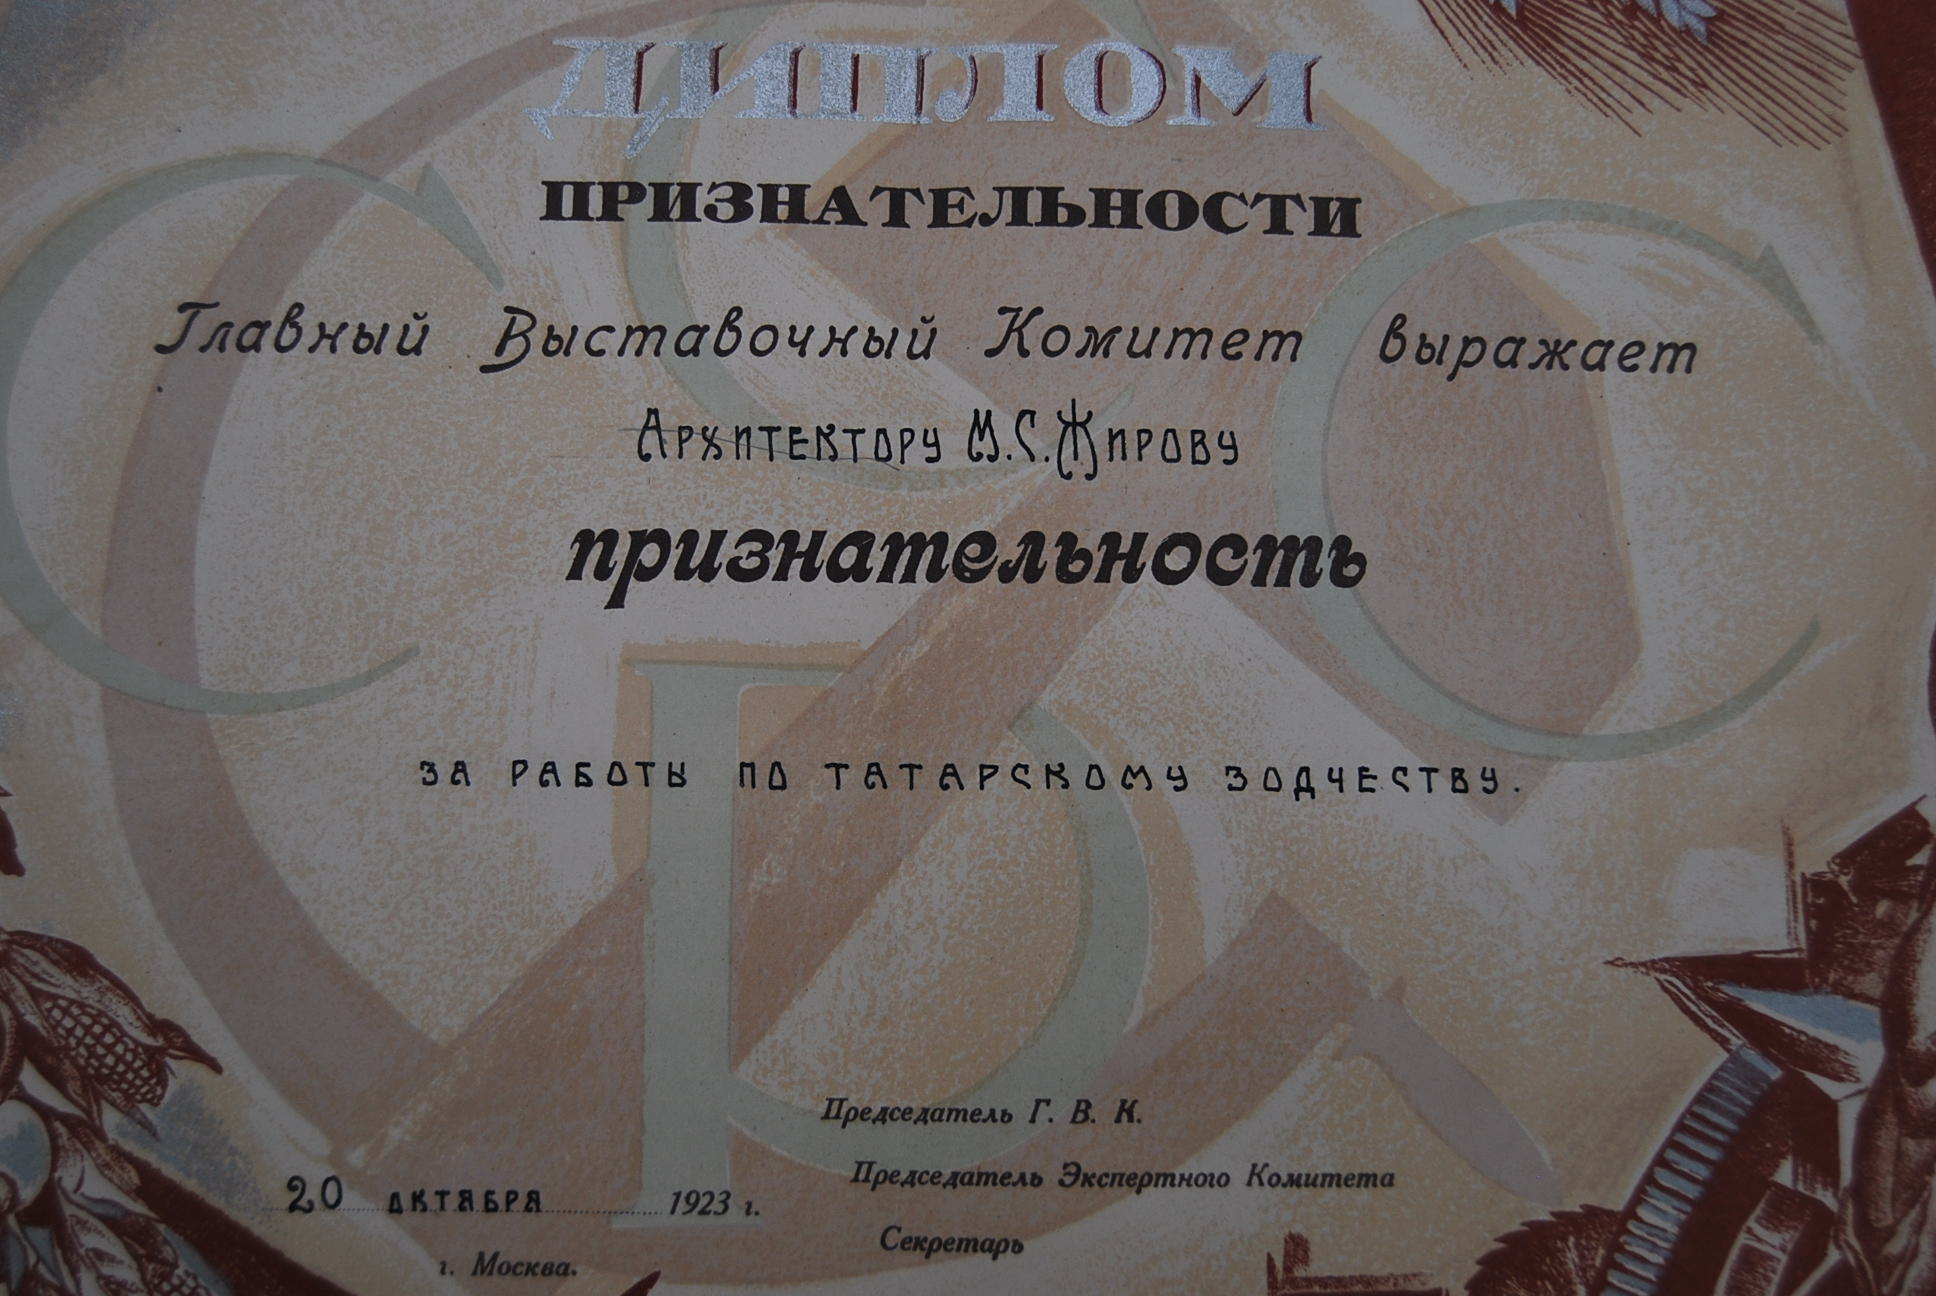 ДИПЛОМ
ПРИЗНАТЕЛЬНОСТИ
Главный Выставочный Комитет выражает
Архитектору М.С.Жирову
признательность
ЗА РАБОТЫ ПО ТАТАРСКОМУ ЗОДЧЕСТВУ.
Председатель Г. В. К.
Председатель Экспертного Комитета
20 ОКТЯБРЯ 1923 г.
Секретарь
г. Москва.